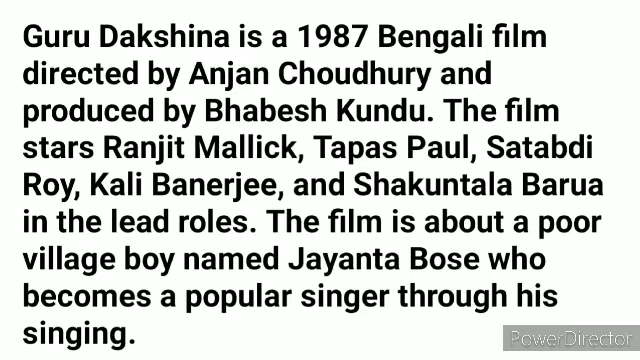 Guru Dakshina is a 1987 Bengali film
directed by Anjan Choudhury and
produced by Bhabesh Kundu. The film
stars Ranjit Mallick, Tapas Paul, Satabdi
Roy, Kali Banerjee, and Shakuntala Barua
in the lead roles. The film is about a poor
village boy named Jayanta Bose who
becomes a popular singer through his
singing.
PowerDirector